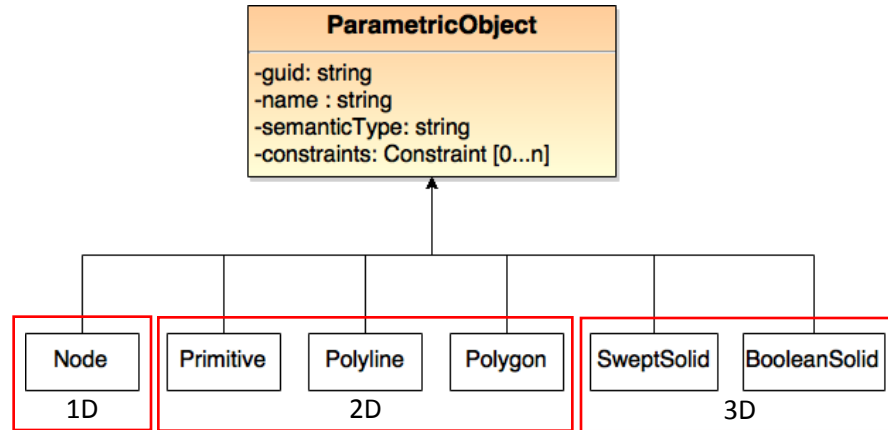 ParametricObject
-guid: string
-name : string
-semanticType: string
-constraints: Constraint [0...n]
Node Primitive Polyline Polygon SweptSolid BooleanSolid
1D 2D 3D